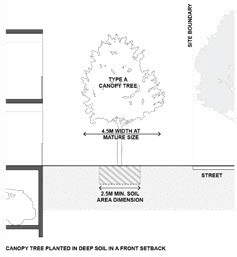 SITE BOUNDARY
TYPE A
CANOPY TREE
4.5M WIDTH AT
MATURE SIZE
STREET
2.5M MIN. SOIL
AREA DIMENSION
CANOPY TREE PLANTED IN DEEP SOIL IN A FRONT SETBACK